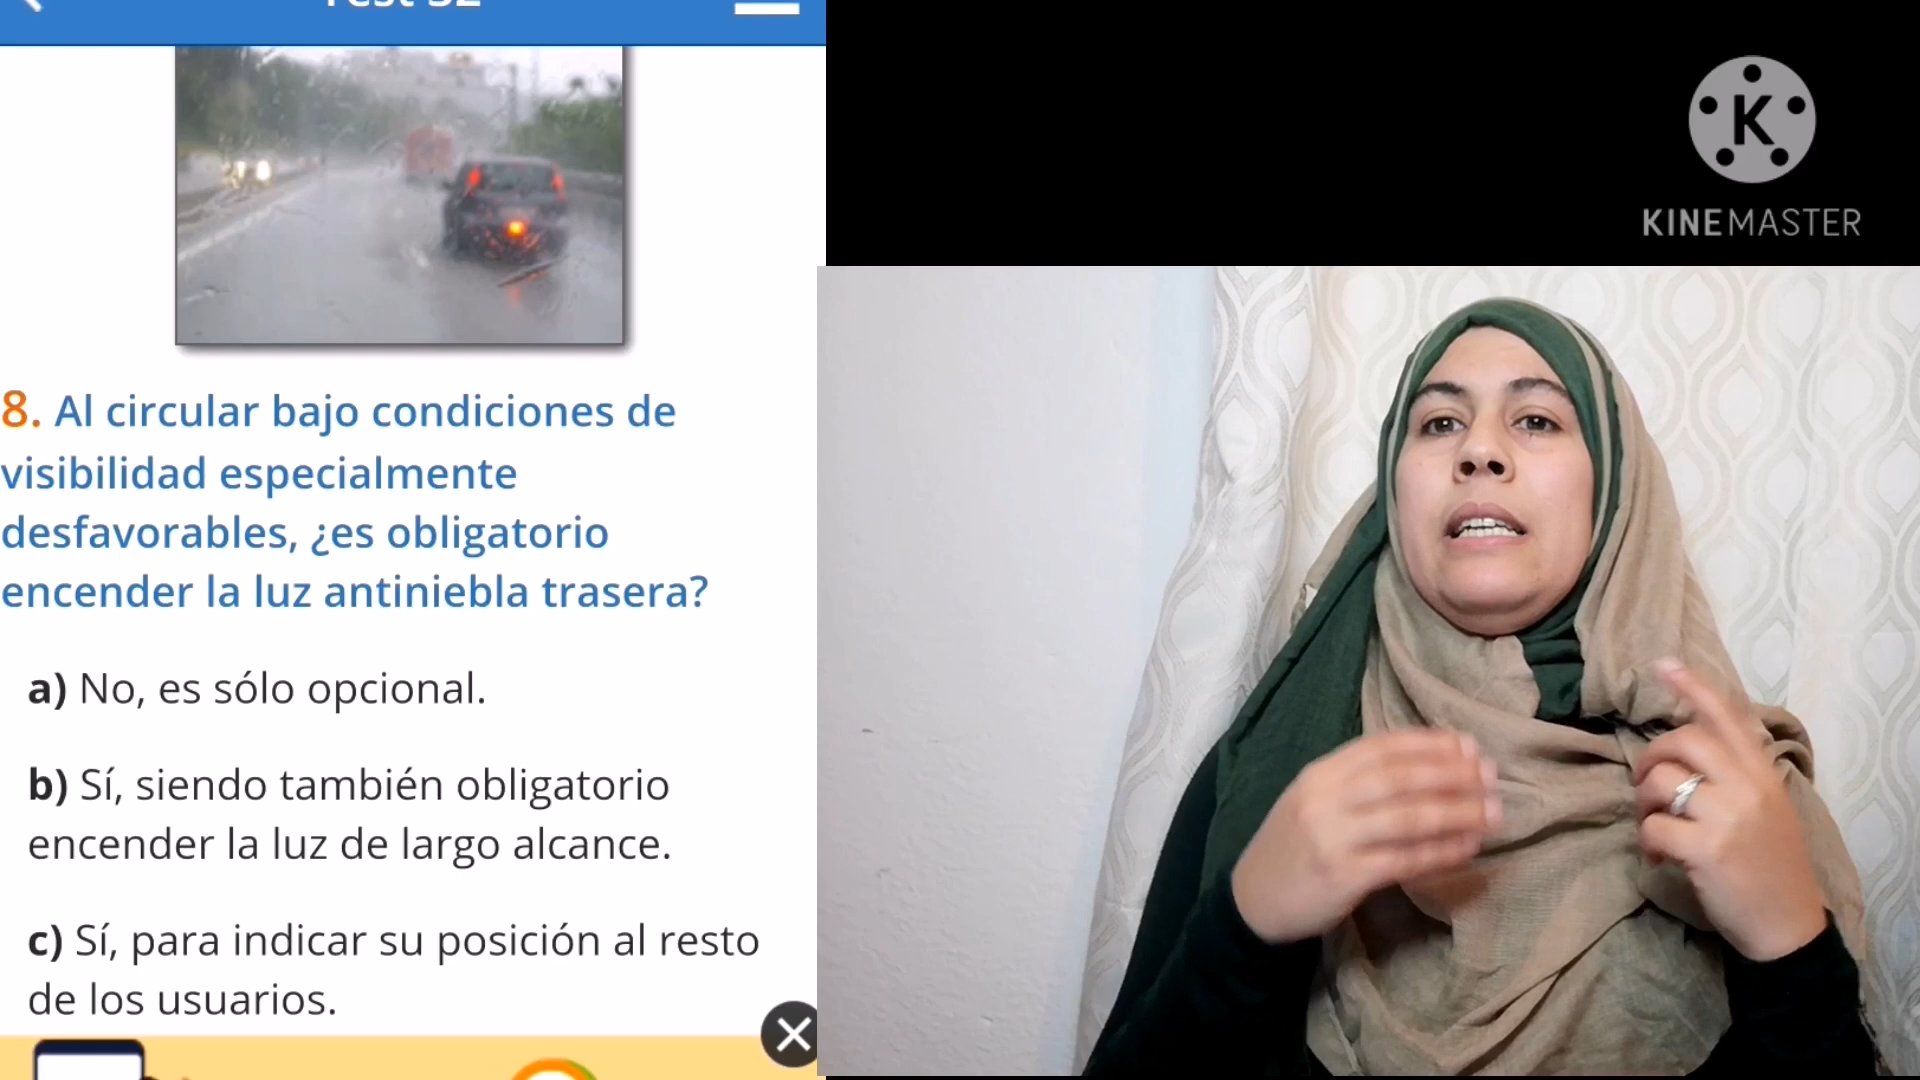 8. Al circular bajo condiciones de
visibilidad especialmente
desfavorables, ¿es obligatorio
encender la luz antiniebla trasera?
a) No, es sólo opcional.
b) Sí, siendo también obligatorio
encender la luz de largo alcance.
c) Sí, para indicar su posición al resto
de los usuarios.
K
KINEMASTER